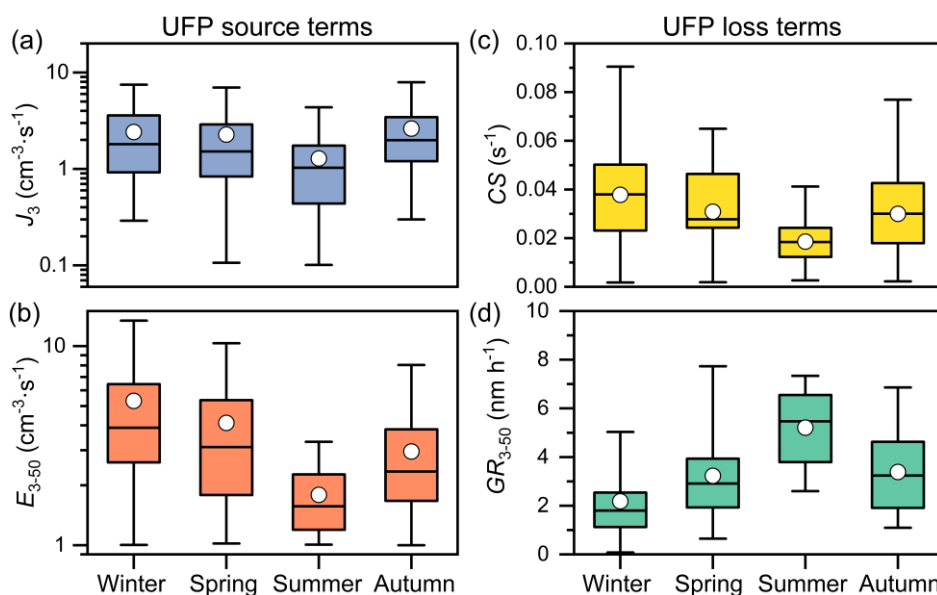 UFP source terms
UFP loss terms
(a)
J₃ (cm⁻³·s⁻¹)
10
1
0.1
(c)
CS (s⁻¹)
0.10
0.08
0.06
0.04
0.02
0.00
(b)
E₃₋₅₀ (cm⁻³·s⁻¹)
10
1
Winter Spring Summer Autumn
(d)
GR₃₋₅₀ (nm h⁻¹)
10
8
6
4
2
0
Winter Spring Summer Autumn